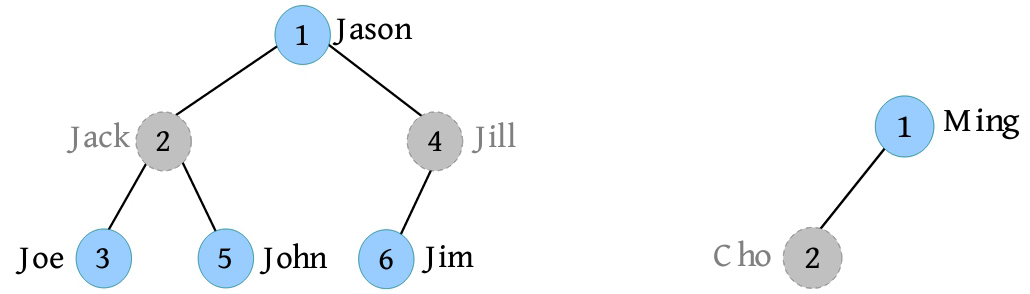 1 Jason
Jack 2
4 Jill
Joe 3
5 John
6 Jim
1 Ming
Cho 2